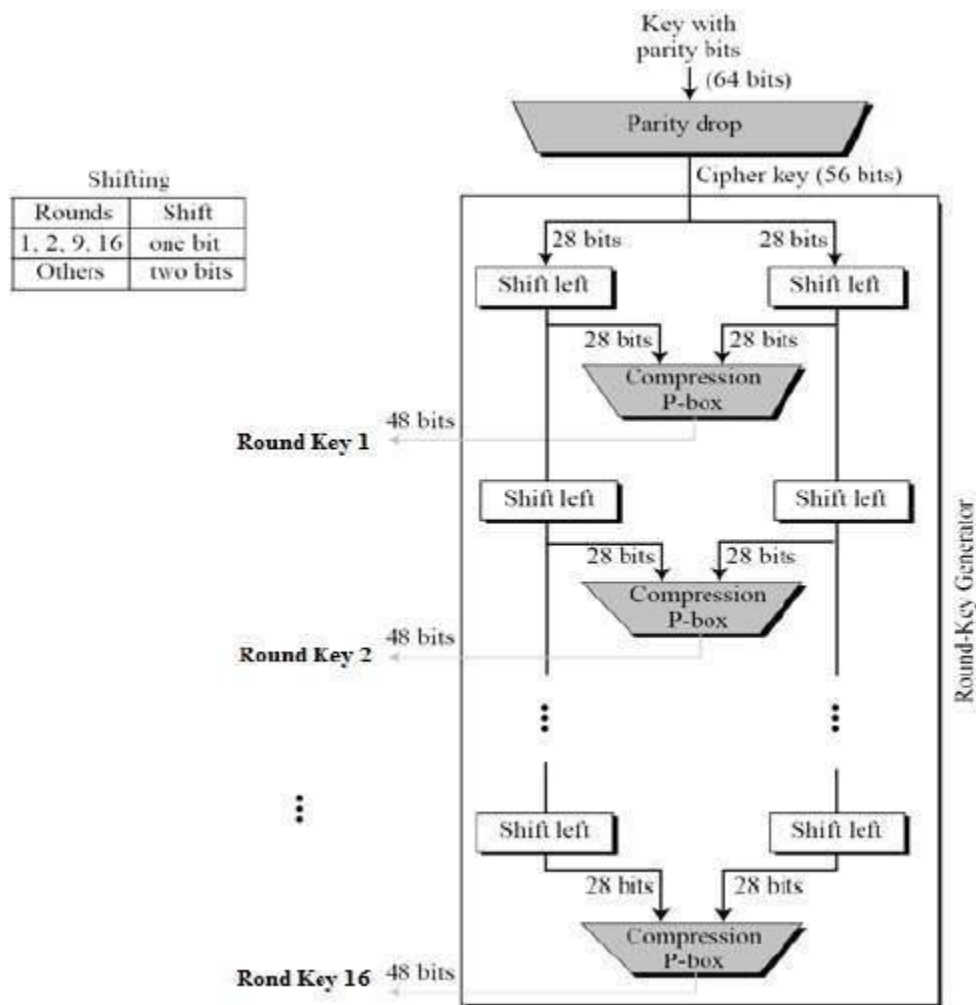 Key with
parity bits
(64 bits)
Parity drop
Cipher key (56 bits)
Shifting
Rounds Shift
1, 2, 9, 16 one bit
Others two bits
28 bits 28 bits
Shift left Shift left
28 bits 28 bits
Compression
P-box
48 bits
Round Key 1
Shift left Shift left
28 bits 28 bits
Compression
P-box
48 bits
Round Key 2
Round-Key Generator
Shift left Shift left
28 bits 28 bits
Compression
P-box
48 bits
Rond Key 16